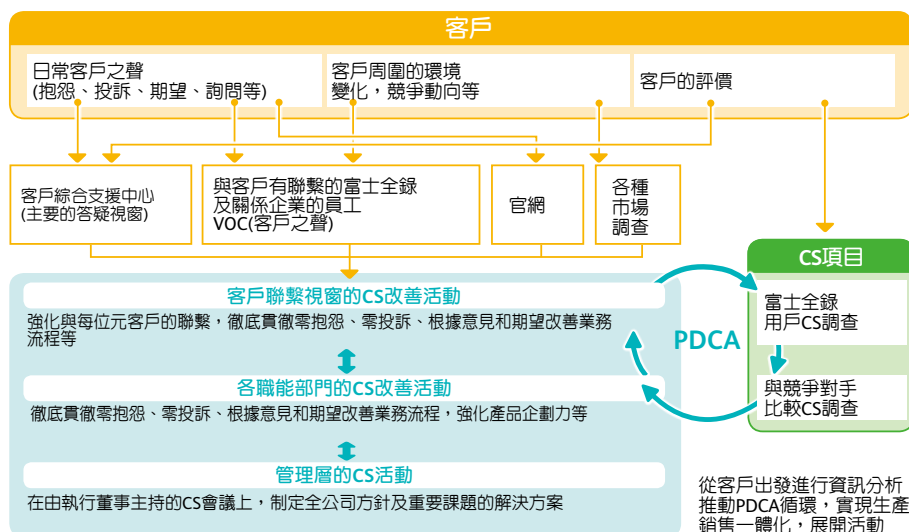 客戶
日常客戶之聲
(抱怨、投訴、期望、詢問等)
客戶周圍的環境
變化，競爭動向等
客戶的評價
客戶綜合支援中心
(主要的答疑視窗)
與客戶有聯繫的富士全錄
及關係企業的員工
VOC(客戶之聲)
官網
各種
市場
調查
CS項目
富士全錄
用戶CS調查
與競爭對手
比較CS調查
PDCA
客戶聯繫視窗的CS改善活動
強化與每位元客戶的聯繫，徹底貫徹零抱怨、零投訴、根據意見和期望改善業務
流程等
各職能部門的CS改善活動
徹底貫徹零抱怨、零投訴、根據意見和期望改善業務流程，強化產品企劃力等
管理層的CS活動
在由執行董事主持的CS會議上，制定全公司方針及重要課題的解決方案
從客戶出發進行資訊分析
推動PDCA循環，實現生產
銷售一體化，展開活動